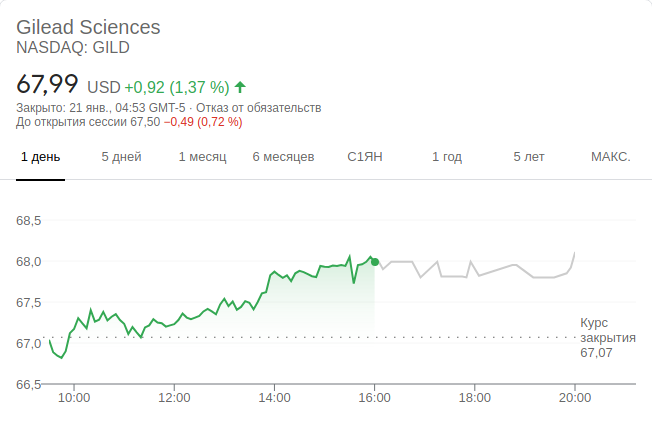 Gilead Sciences
NASDAQ: GILD
67,99 USD +0,92 (1,37 %)
Закрыто: 21 янв., 04:53 GMT-5 · Отказ от обязательств
До открытия сессии 67,50 −0,49 (0,72 %)
1 день 5 дней 1 месяц 6 месяцев С1ЯН 1 год 5 лет МАКС.
68,5
68,0
67,5
67,0
66,5
Курс
закрытия
67,07
10:00 12:00 14:00 16:00 18:00 20:00